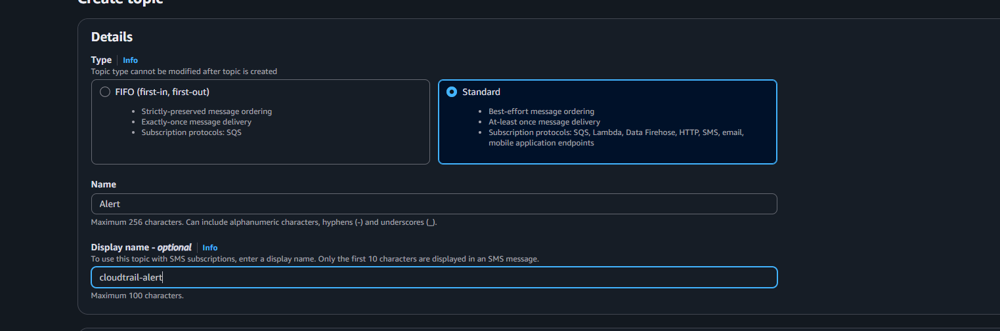 Create topic
Details
Type Info
Topic type cannot be modified after topic is created
FIFO (first-in, first-out)
• Strictly-preserved message ordering
• Exactly-once message delivery
• Subscription protocols: SQS
Standard
• Best-effort message ordering
• At-least once message delivery
• Subscription protocols: SQS, Lambda, Data Firehose, HTTP, SMS, email,
mobile application endpoints
Name
Alert
Maximum 256 characters. Can include alphanumeric characters, hyphens (-) and underscores (_).
Display name - optional Info
To use this topic with SMS subscriptions, enter a display name. Only the first 10 characters are displayed in an SMS message.
cloudtrail-alert
Maximum 100 characters.